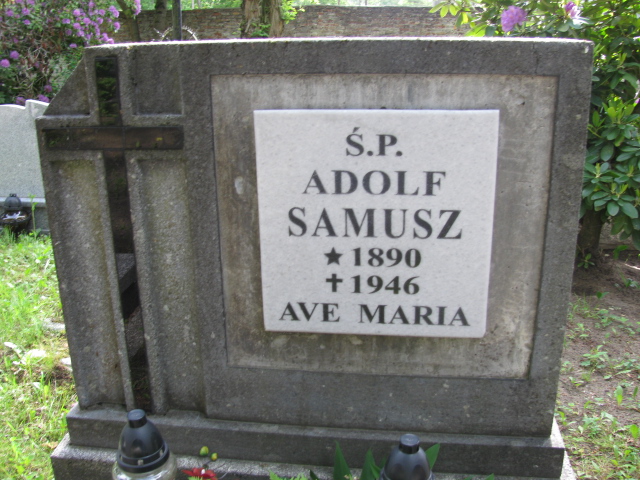 Ś.P.
ADOLF
SAMUSZ
★ 1890
✝ 1946
AVE MARIA